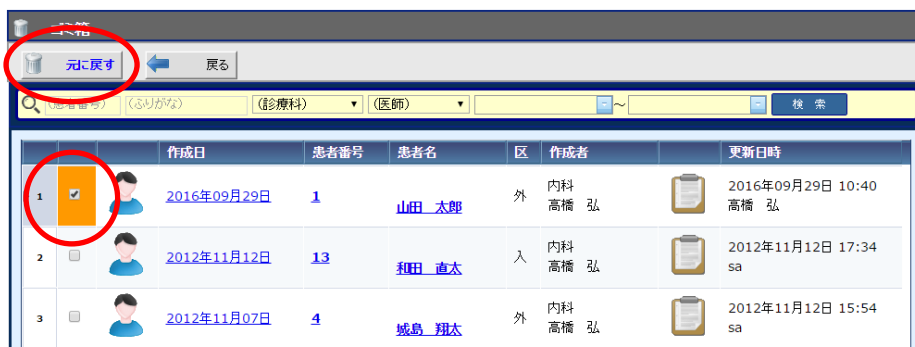 ゴミ箱
元に戻す 戻る
(患者番号) (ふりがな) (診療科) (医師) ～ 検 索
作成日 患者番号 患者名 区 作成者 更新日時
1 2016年09月29日 1 山田 太郎 外 内科 高橋 弘 2016年09月29日 10:40 高橋 弘
2 2012年11月12日 13 和田 直太 入 内科 高橋 弘 2012年11月12日 17:34 sa
3 2012年11月07日 4 城島 翔太 外 内科 高橋 弘 2012年11月12日 15:54 sa